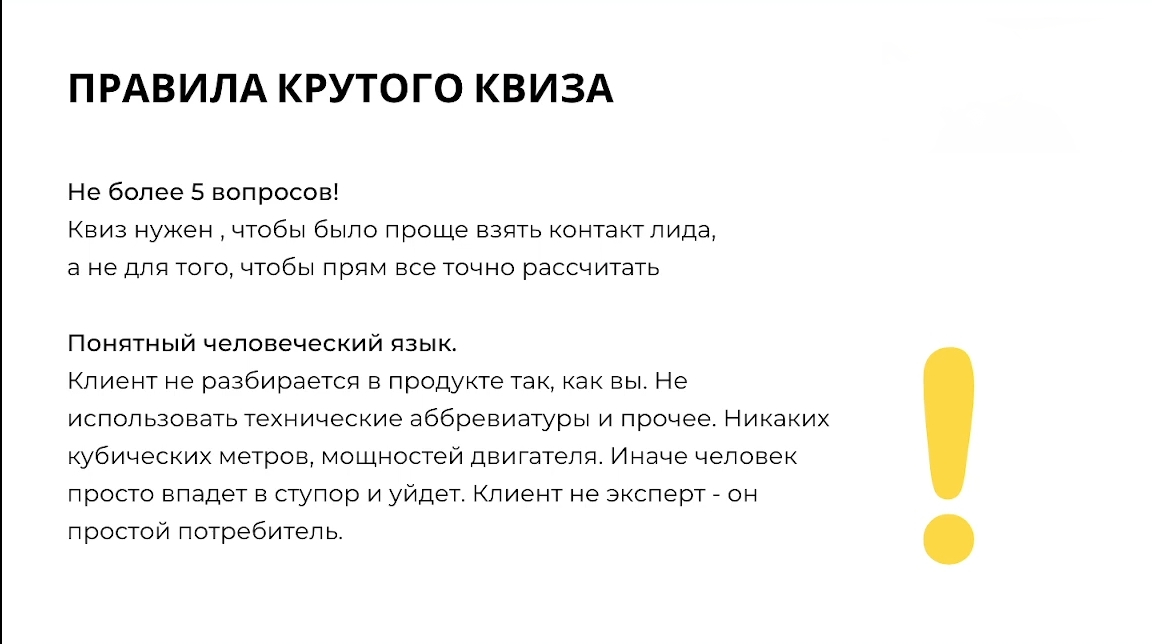 ПРАВИЛА КРУТОГО КВИЗА
Не более 5 вопросов!
Квиз нужен , чтобы было проще взять контакт лида,
а не для того, чтобы прям все точно рассчитать
Понятный человеческий язык.
Клиент не разбирается в продукте так, как вы. Не
использовать технические аббревиатуры и прочее. Никаких
кубических метров, мощностей двигателя. Иначе человек
просто впадет в ступор и уйдет. Клиент не эксперт - он
простой потребитель.